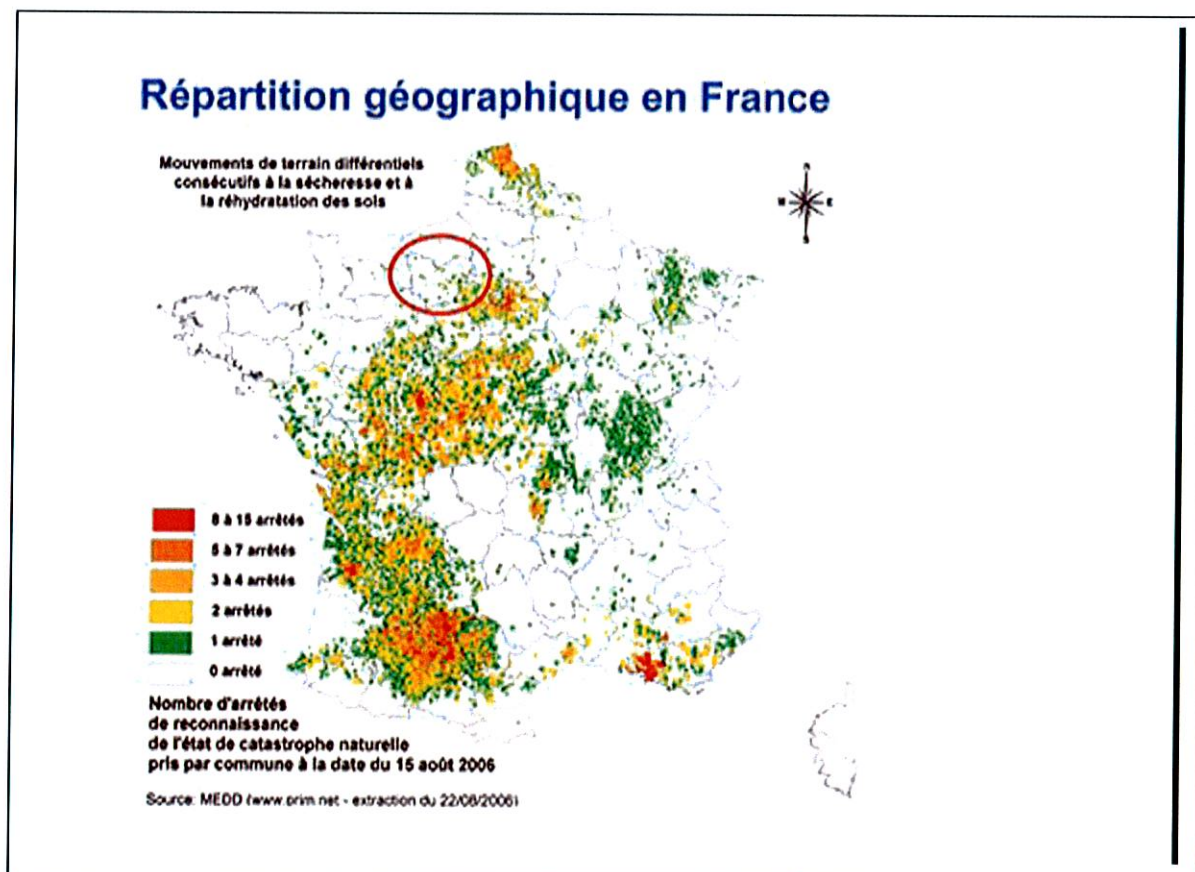 Répartition géographique en France
Mouvements de terrain différentiels
consécutifs à la sécheresse et à
la réhydratation des sols
N
W
E
S
8 à 15 arrêtés
5 à 7 arrêtés
3 à 4 arrêtés
2 arrêtés
1 arrêté
0 arrêté
Nombre d'arrêtés
de reconnaissance
de l'état de catastrophe naturelle
pris par commune à la date du 15 août 2006
Source: MEDD (www.prim.net - extraction du 22/08/2006)